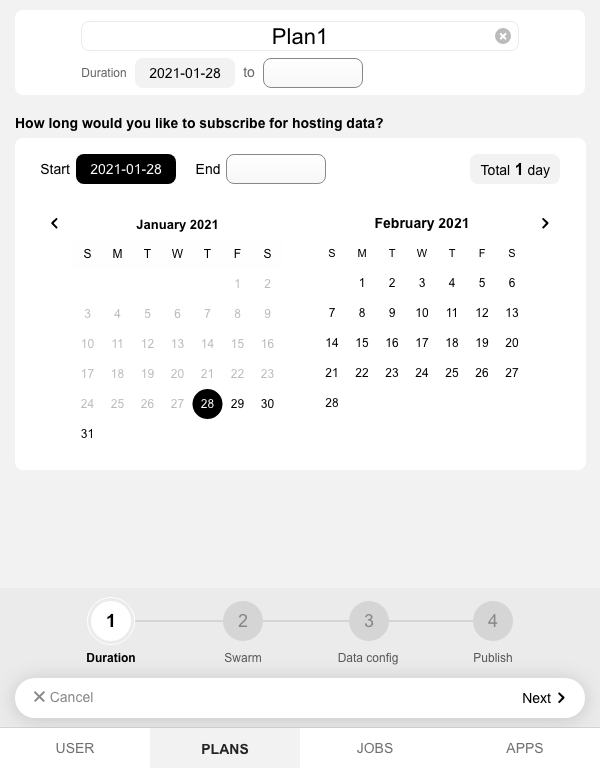 Plan1
Duration 2021-01-28 to
How long would you like to subscribe for hosting data?
Start 2021-01-28 End Total 1 day
January 2021 February 2021
S M T W T F S S M T W T F S
1 2 1 2 3 4 5 6
3 4 5 6 7 8 9 7 8 9 10 11 12 13
10 11 12 13 14 15 16 14 15 16 17 18 19 20
17 18 19 20 21 22 23 21 22 23 24 25 26 27
24 25 26 27 28 29 30 28
31
1 2 3 4
Duration Swarm Data config Publish
Cancel Next
USER PLANS JOBS APPS